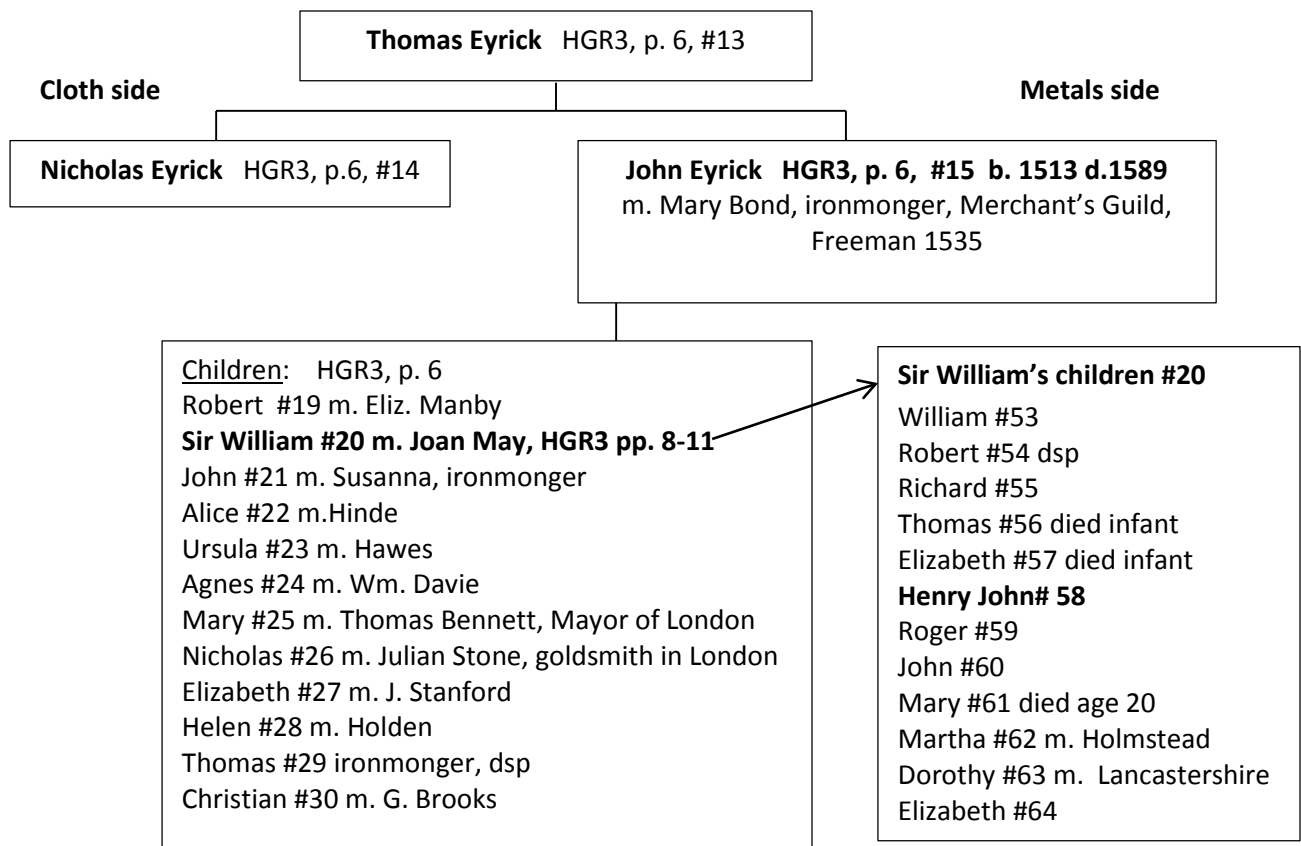 Thomas Eyrick HGR3, p. 6, #13
Cloth side
Metals side
Nicholas Eyrick HGR3, p.6, #14
John Eyrick HGR3, p. 6, #15 b. 1513 d.1589
m. Mary Bond, ironmonger, Merchant’s Guild,
Freeman 1535
Children: HGR3, p. 6
Robert #19 m. Eliz. Manby
Sir William #20 m. Joan May, HGR3 pp. 8-11
John #21 m. Susanna, ironmonger
Alice #22 m.Hinde
Ursula #23 m. Hawes
Agnes #24 m. Wm. Davie
Mary #25 m. Thomas Bennett, Mayor of London
Nicholas #26 m. Julian Stone, goldsmith in London
Elizabeth #27 m. J. Stanford
Helen #28 m. Holden
Thomas #29 ironmonger, dsp
Christian #30 m. G. Brooks
Sir William’s children #20
William #53
Robert #54 dsp
Richard #55
Thomas #56 died infant
Elizabeth #57 died infant
Henry John# 58
Roger #59
John #60
Mary #61 died age 20
Martha #62 m. Holmstead
Dorothy #63 m. Lancastershire
Elizabeth #64